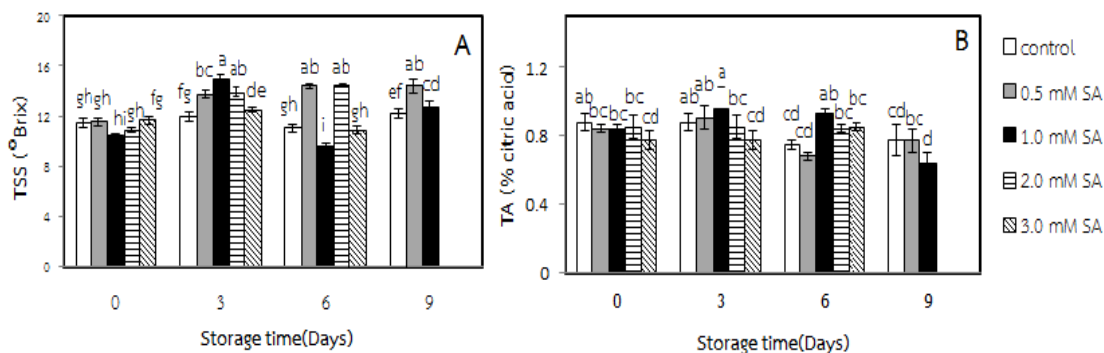 20
16
12
8
4
0
TSS (°Brix)
A
gh gh hi gh fg
fg bc a ab de
gh ab i ab gh
ef ab cd
0 3 6 9
Storage time(Days)
1.2
0.8
0.4
0
TA (% citric acid)
B
ab bc bc bc cd
ab ab a bc cd
cd cd ab bc bc
cd bc d
0 3 6 9
Storage time(Days)
control
0.5 mM SA
1.0 mM SA
2.0 mM SA
3.0 mM SA